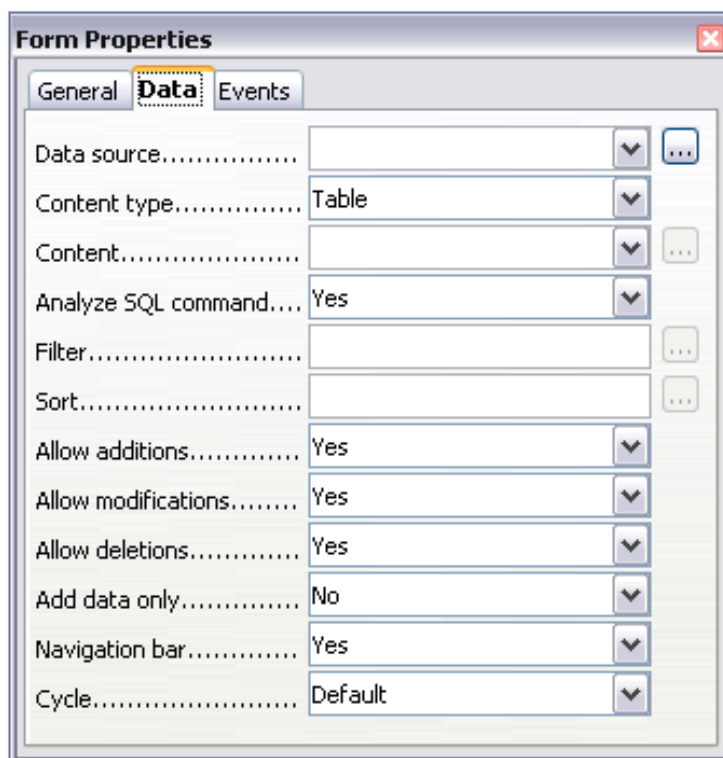 Form Properties
General Data Events
Data source................ ...
Content type............... Table
Content..................... ...
Analyze SQL command.... Yes
Filter......................... ...
Sort.......................... ...
Allow additions............. Yes
Allow modifications........ Yes
Allow deletions............. Yes
Add data only.............. No
Navigation bar............. Yes
Cycle........................ Default